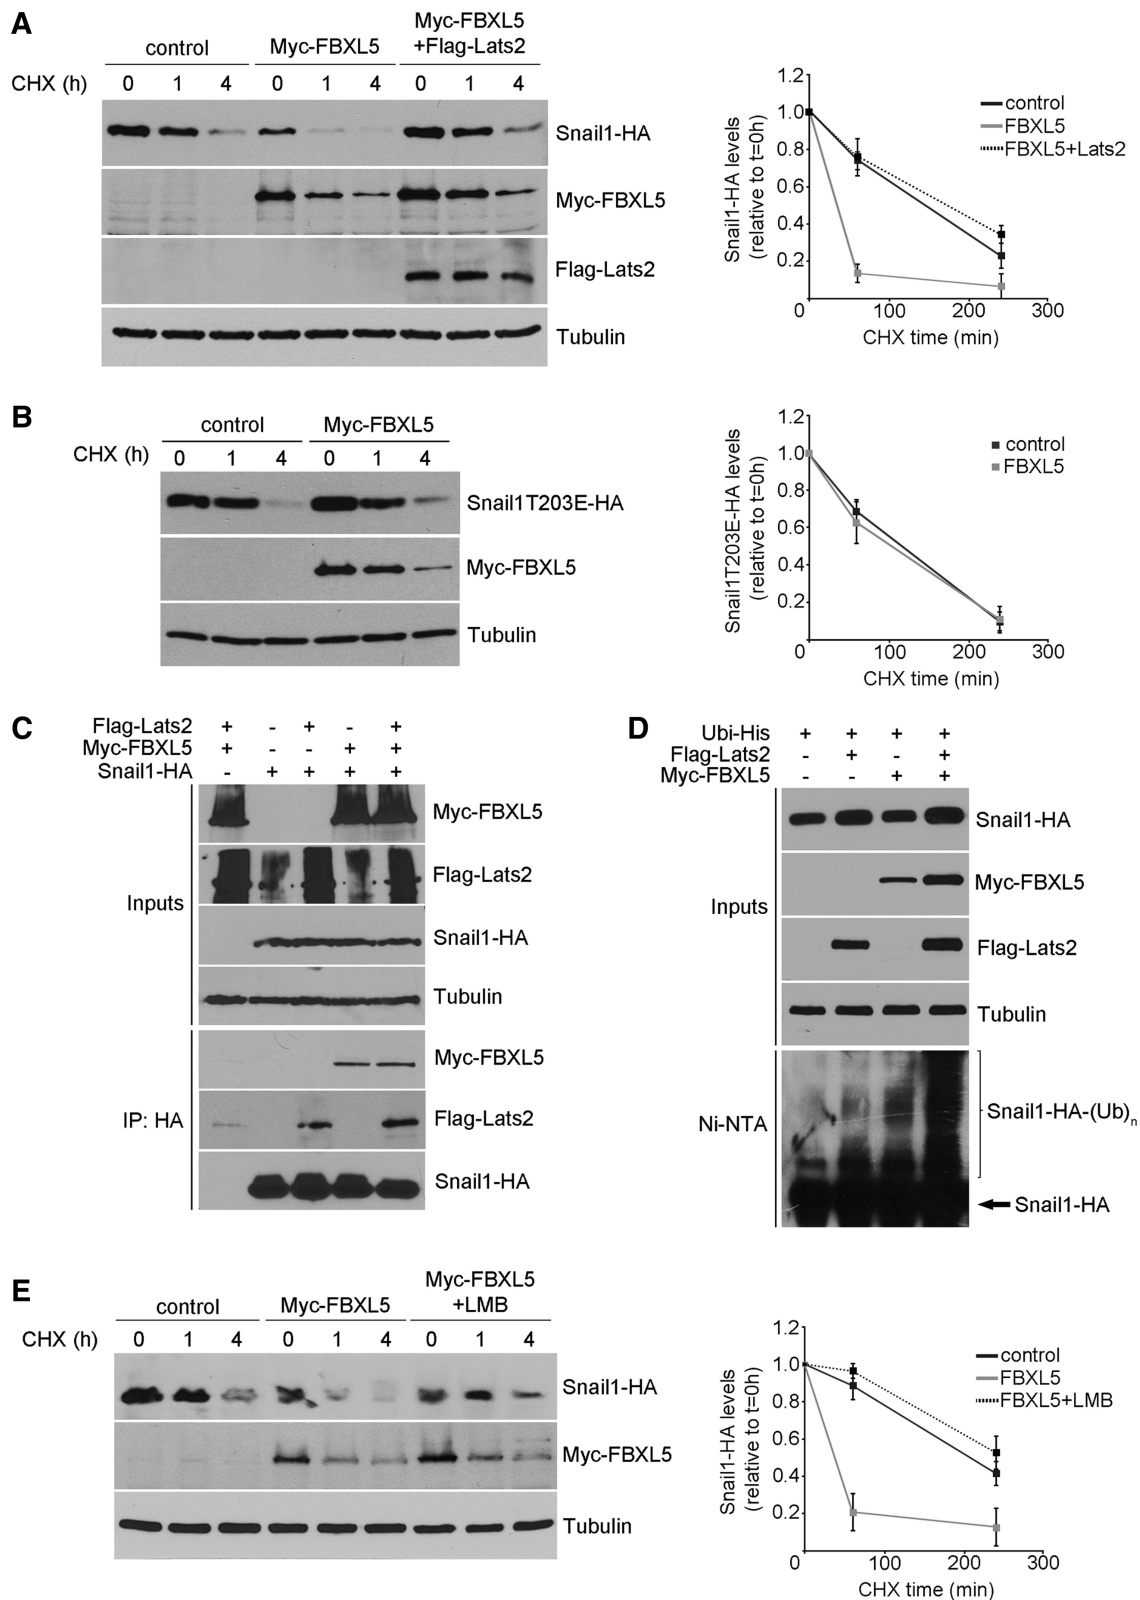 A
control
Myc-FBXL5
Myc-FBXL5
+Flag-Lats2
CHX (h) 0 1 4 0 1 4 0 1 4
Snail1-HA
Myc-FBXL5
Flag-Lats2
Tubulin
Snail1-HA levels
(relative to t=0h)
1.2
1.0
0.8
0.6
0.4
0.2
0 100 200 300
CHX time (min)
control
FBXL5
FBXL5+Lats2
B
control Myc-FBXL5
CHX (h) 0 1 4 0 1 4
Snail1T203E-HA
Myc-FBXL5
Tubulin
Snail1T203E-HA levels
(relative to t=0h)
1.2
1.0
0.8
0.6
0.4
0.2
0 100 200 300
CHX time (min)
control
FBXL5
C
Flag-Lats2 + - + - +
Myc-FBXL5 + - - + +
Snail1-HA - + + + +
Inputs
Myc-FBXL5
Flag-Lats2
Snail1-HA
Tubulin
IP: HA
Myc-FBXL5
Flag-Lats2
Snail1-HA
D
Ubi-His + + + +
Flag-Lats2 - + - +
Myc-FBXL5 - - + +
Inputs
Snail1-HA
Myc-FBXL5
Flag-Lats2
Tubulin
Ni-NTA
Snail1-HA-(Ub)n
Snail1-HA
E
control
Myc-FBXL5
Myc-FBXL5
+LMB
CHX (h) 0 1 4 0 1 4 0 1 4
Snail1-HA
Myc-FBXL5
Tubulin
Snail1-HA levels
(relative to t=0h)
1.2
1.0
0.8
0.6
0.4
0.2
0 100 200 300
CHX time (min)
control
FBXL5
FBXL5+LMB